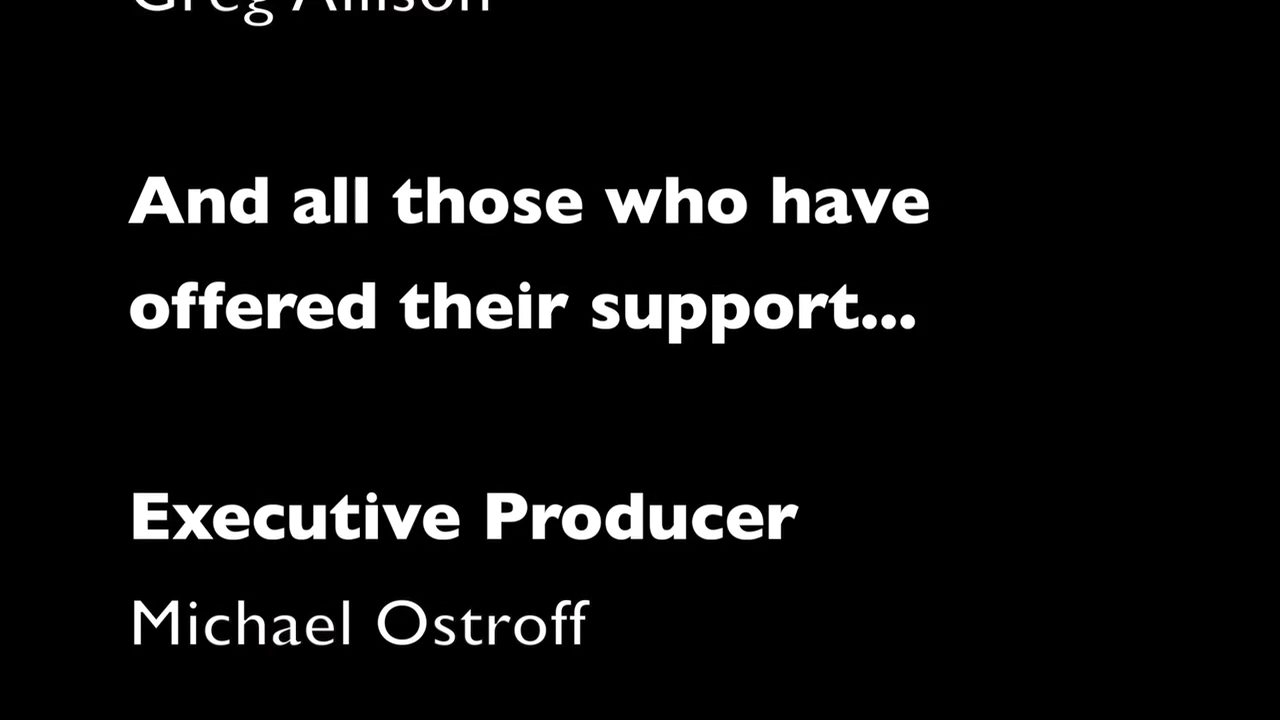 Greg Allison
And all those who have
offered their support...
Executive Producer
Michael Ostroff